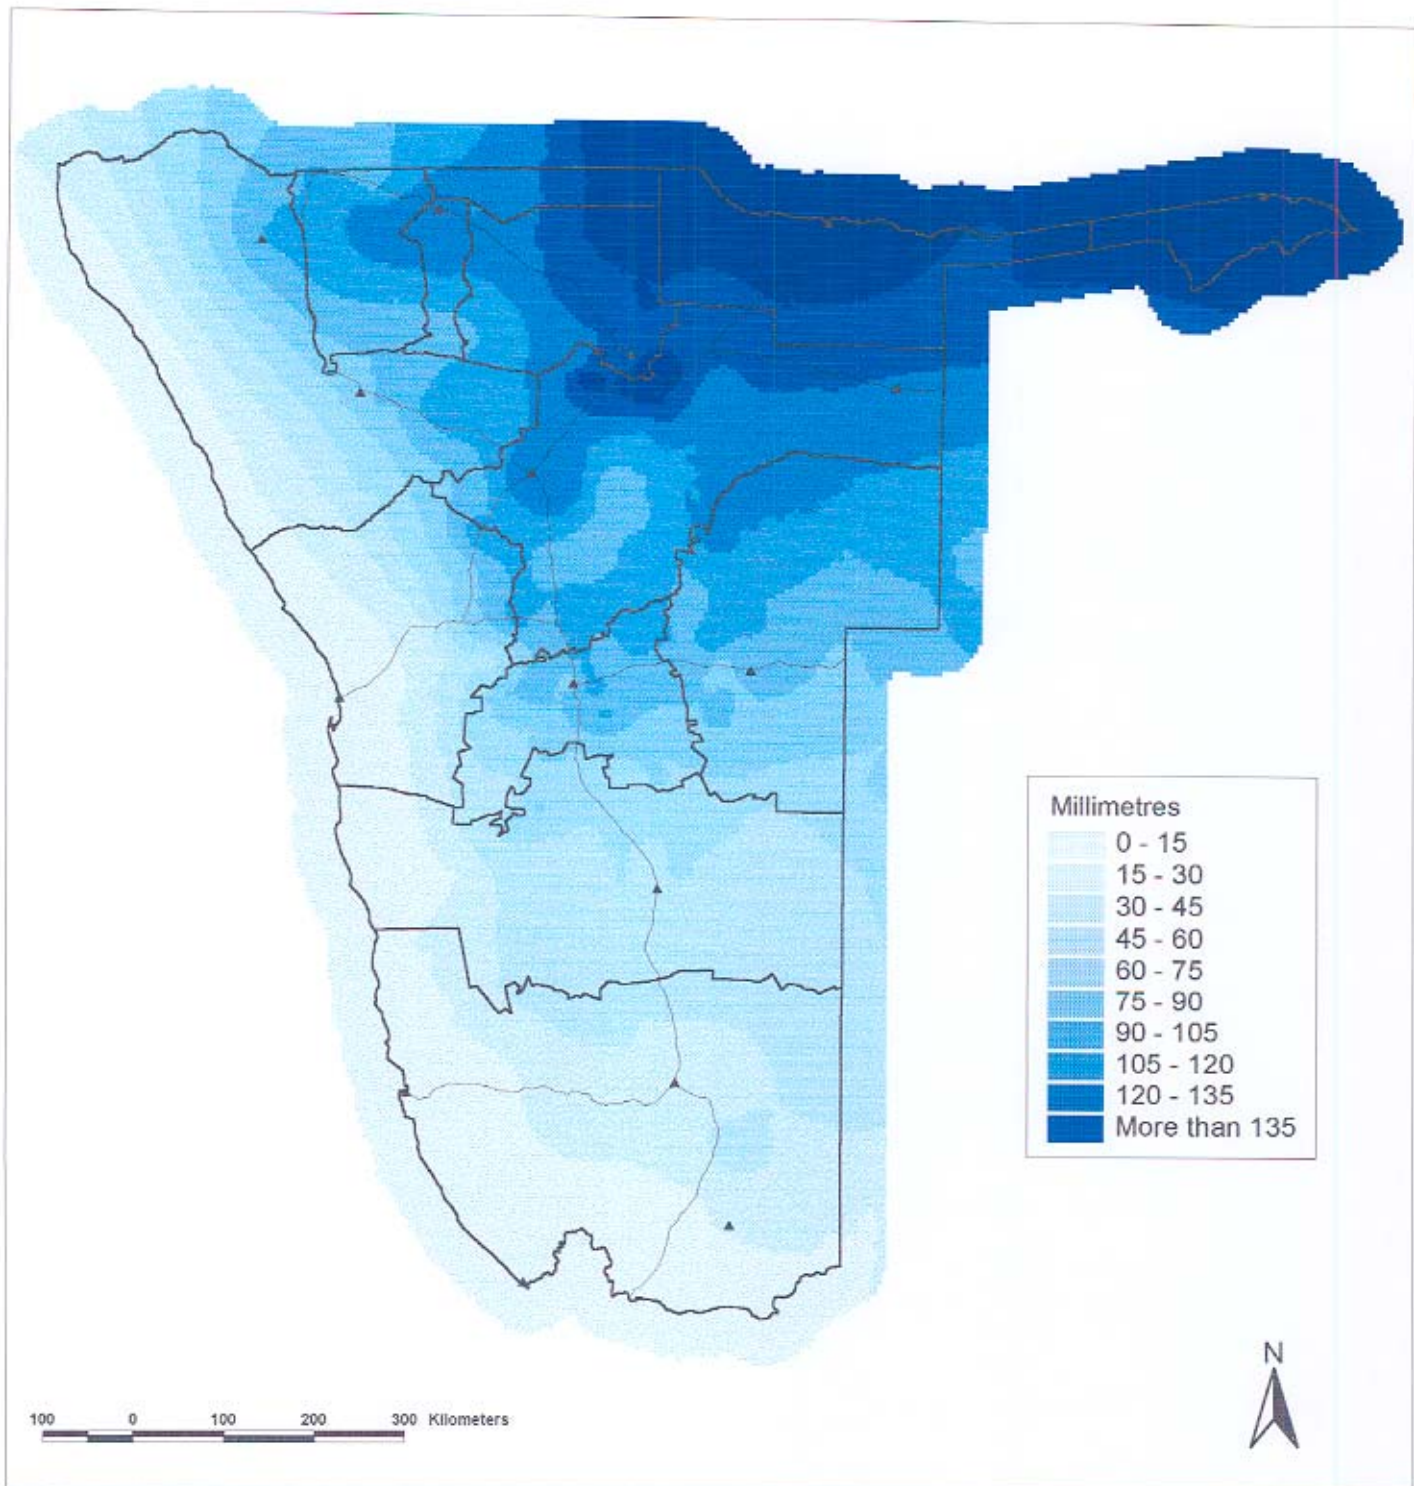 Millimetres
0 - 15
15 - 30
30 - 45
45 - 60
60 - 75
75 - 90
90 - 105
105 - 120
120 - 135
More than 135
N
100 0 100 200 300 Kilometers